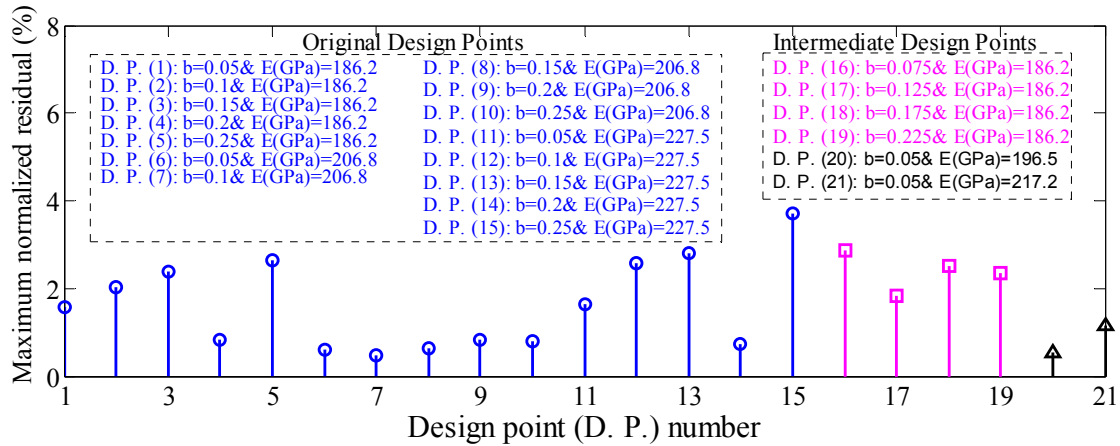 Maximum normalized residual (%)
8
6
4
2
0
Original Design Points
D. P. (1): b=0.05& E(GPa)=186.2
D. P. (2): b=0.1& E(GPa)=186.2
D. P. (3): b=0.15& E(GPa)=186.2
D. P. (4): b=0.2& E(GPa)=186.2
D. P. (5): b=0.25& E(GPa)=186.2
D. P. (6): b=0.05& E(GPa)=206.8
D. P. (7): b=0.1& E(GPa)=206.8
D. P. (8): b=0.15& E(GPa)=206.8
D. P. (9): b=0.2& E(GPa)=206.8
D. P. (10): b=0.25& E(GPa)=206.8
D. P. (11): b=0.05& E(GPa)=227.5
D. P. (12): b=0.1& E(GPa)=227.5
D. P. (13): b=0.15& E(GPa)=227.5
D. P. (14): b=0.2& E(GPa)=227.5
D. P. (15): b=0.25& E(GPa)=227.5
Intermediate Design Points
D. P. (16): b=0.075& E(GPa)=186.2
D. P. (17): b=0.125& E(GPa)=186.2
D. P. (18): b=0.175& E(GPa)=186.2
D. P. (19): b=0.225& E(GPa)=186.2
D. P. (20): b=0.05& E(GPa)=196.5
D. P. (21): b=0.05& E(GPa)=217.2
1 3 5 7 9 11 13 15 17 19 21
Design point (D. P.) number